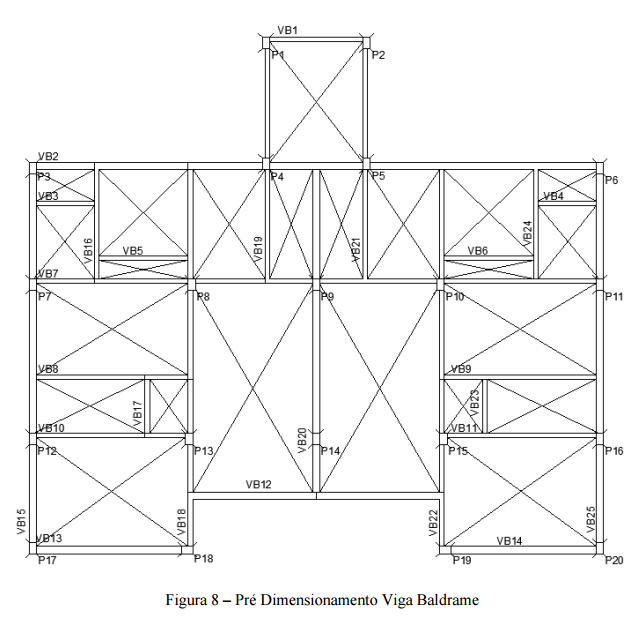 VB1
P1
P2
VB2
P3
P4
P5
P6
VB3
VB4
VB16
VB19
VB21
VB24
VB5
VB6
VB7
P7
P8
P9
P10
P11
VB8
VB9
VB17
VB23
VB10
VB20
VB11
P12
P13
P14
P15
P16
VB12
VB15
VB18
VB22
VB25
VB13
VB14
P17
P18
P19
P20
Figura 8 – Pré Dimensionamento Viga Baldrame